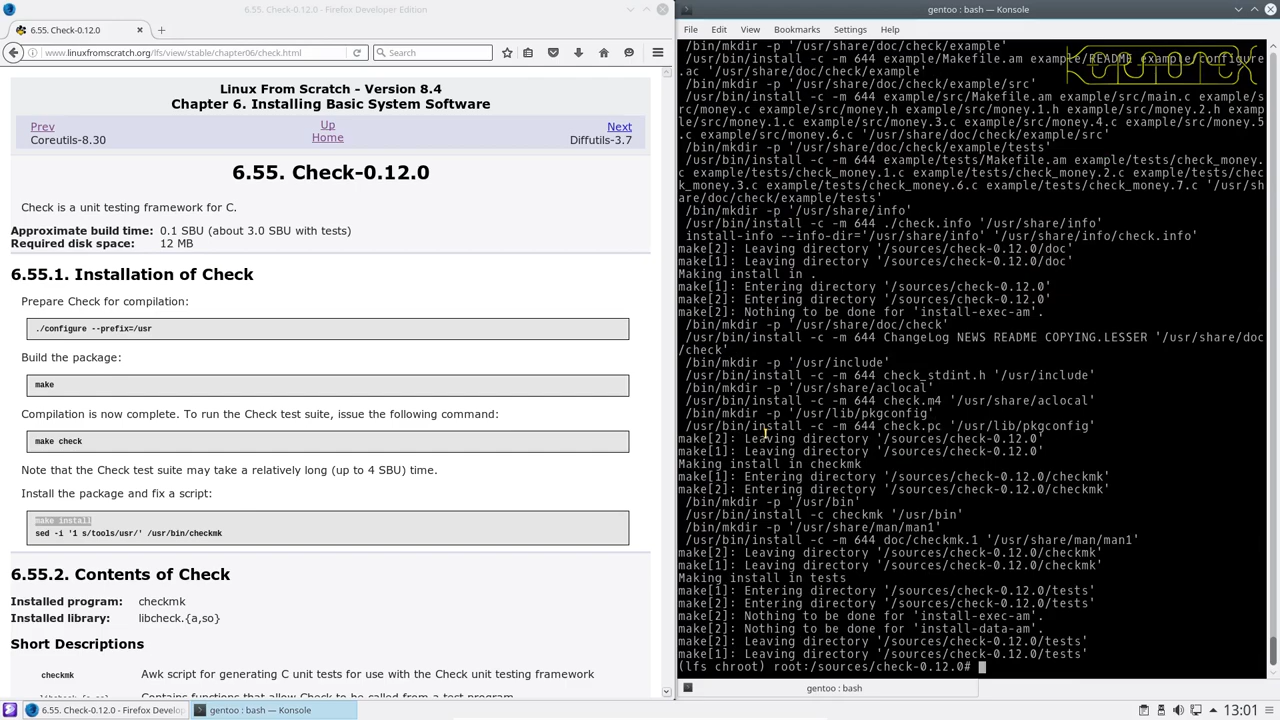 6.55. Check-0.12.0 - Firefox Developer Edition
6.55. Check-0.12.0
www.linuxfromscratch.org/lfs/view/stable/chapter06/check.html
Search
Linux From Scratch - Version 8.4
Chapter 6. Installing Basic System Software
Prev
Up
Next
Coreutils-8.30
Home
Diffutils-3.7
6.55. Check-0.12.0
Check is a unit testing framework for C.
Approximate build time: 0.1 SBU (about 3.0 SBU with tests)
Required disk space: 12 MB
6.55.1. Installation of Check
Prepare Check for compilation:
./configure --prefix=/usr
Build the package:
make
Compilation is now complete. To run the Check test suite, issue the following command:
make check
Note that the Check test suite may take a relatively long (up to 4 SBU) time.
Install the package and fix a script:
make install
sed -i '1 s/tools/usr/' /usr/bin/checkmk
6.55.2. Contents of Check
Installed program: checkmk
Installed library: libcheck.{a,so}
Short Descriptions
checkmk Awk script for generating C unit tests for use with the Check unit testing framework
libcheck.{a,so} Contains functions that allow Check to be called from a test program
gentoo : bash — Konsole
File Edit View Bookmarks Settings Help
/bin/mkdir -p '/usr/share/doc/check/example'
/usr/bin/install -c -m 644 example/Makefile.am example/README example/configure
.ac '/usr/share/doc/check/example'
/bin/mkdir -p '/usr/share/doc/check/example/src'
/usr/bin/install -c -m 644 example/src/Makefile.am example/src/main.c example/s
rc/money.c example/src/money.h example/src/money.1.h example/src/money.2.h examp
le/src/money.1.c example/src/money.3.c example/src/money.4.c example/src/money.5
.c example/src/money.6.c '/usr/share/doc/check/example/src'
/bin/mkdir -p '/usr/share/doc/check/example/tests'
/usr/bin/install -c -m 644 example/tests/Makefile.am example/tests/check_money.
c example/tests/check_money.1.c example/tests/check_money.2.c example/tests/chec
k_money.3.c example/tests/check_money.6.c example/tests/check_money.7.c '/usr/sh
are/doc/check/example/tests'
/bin/mkdir -p '/usr/share/info'
/usr/bin/install -c -m 644 ./check.info '/usr/share/info'
install-info --info-dir='/usr/share/info' '/usr/share/info/check.info'
make[2]: Leaving directory '/sources/check-0.12.0/doc'
make[1]: Leaving directory '/sources/check-0.12.0/doc'
Making install in .
make[1]: Entering directory '/sources/check-0.12.0'
make[2]: Entering directory '/sources/check-0.12.0'
make[2]: Nothing to be done for 'install-exec-am'.
/bin/mkdir -p '/usr/share/doc/check'
/usr/bin/install -c -m 644 ChangeLog NEWS README COPYING.LESSER '/usr/share/doc
/check'
/bin/mkdir -p '/usr/include'
/usr/bin/install -c -m 644 check_stdint.h '/usr/include'
/bin/mkdir -p '/usr/share/aclocal'
/usr/bin/install -c -m 644 check.m4 '/usr/share/aclocal'
/bin/mkdir -p '/usr/lib/pkgconfig'
/usr/bin/install -c -m 644 check.pc '/usr/lib/pkgconfig'
make[2]: Leaving directory '/sources/check-0.12.0'
make[1]: Leaving directory '/sources/check-0.12.0'
Making install in checkmk
make[1]: Entering directory '/sources/check-0.12.0/checkmk'
make[2]: Entering directory '/sources/check-0.12.0/checkmk'
/bin/mkdir -p '/usr/bin'
/usr/bin/install -c checkmk '/usr/bin'
/bin/mkdir -p '/usr/share/man/man1'
/usr/bin/install -c -m 644 doc/checkmk.1 '/usr/share/man/man1'
make[2]: Leaving directory '/sources/check-0.12.0/checkmk'
make[1]: Leaving directory '/sources/check-0.12.0/checkmk'
Making install in tests
make[1]: Entering directory '/sources/check-0.12.0/tests'
make[2]: Entering directory '/sources/check-0.12.0/tests'
make[2]: Nothing to be done for 'install-exec-am'.
make[2]: Nothing to be done for 'install-data-am'.
make[2]: Leaving directory '/sources/check-0.12.0/tests'
make[1]: Leaving directory '/sources/check-0.12.0/tests'
(lfs chroot) root:/sources/check-0.12.0#
gentoo : bash
6.55. Check-0.12.0 - Firefox Develop
gentoo : bash — Konsole
13:01